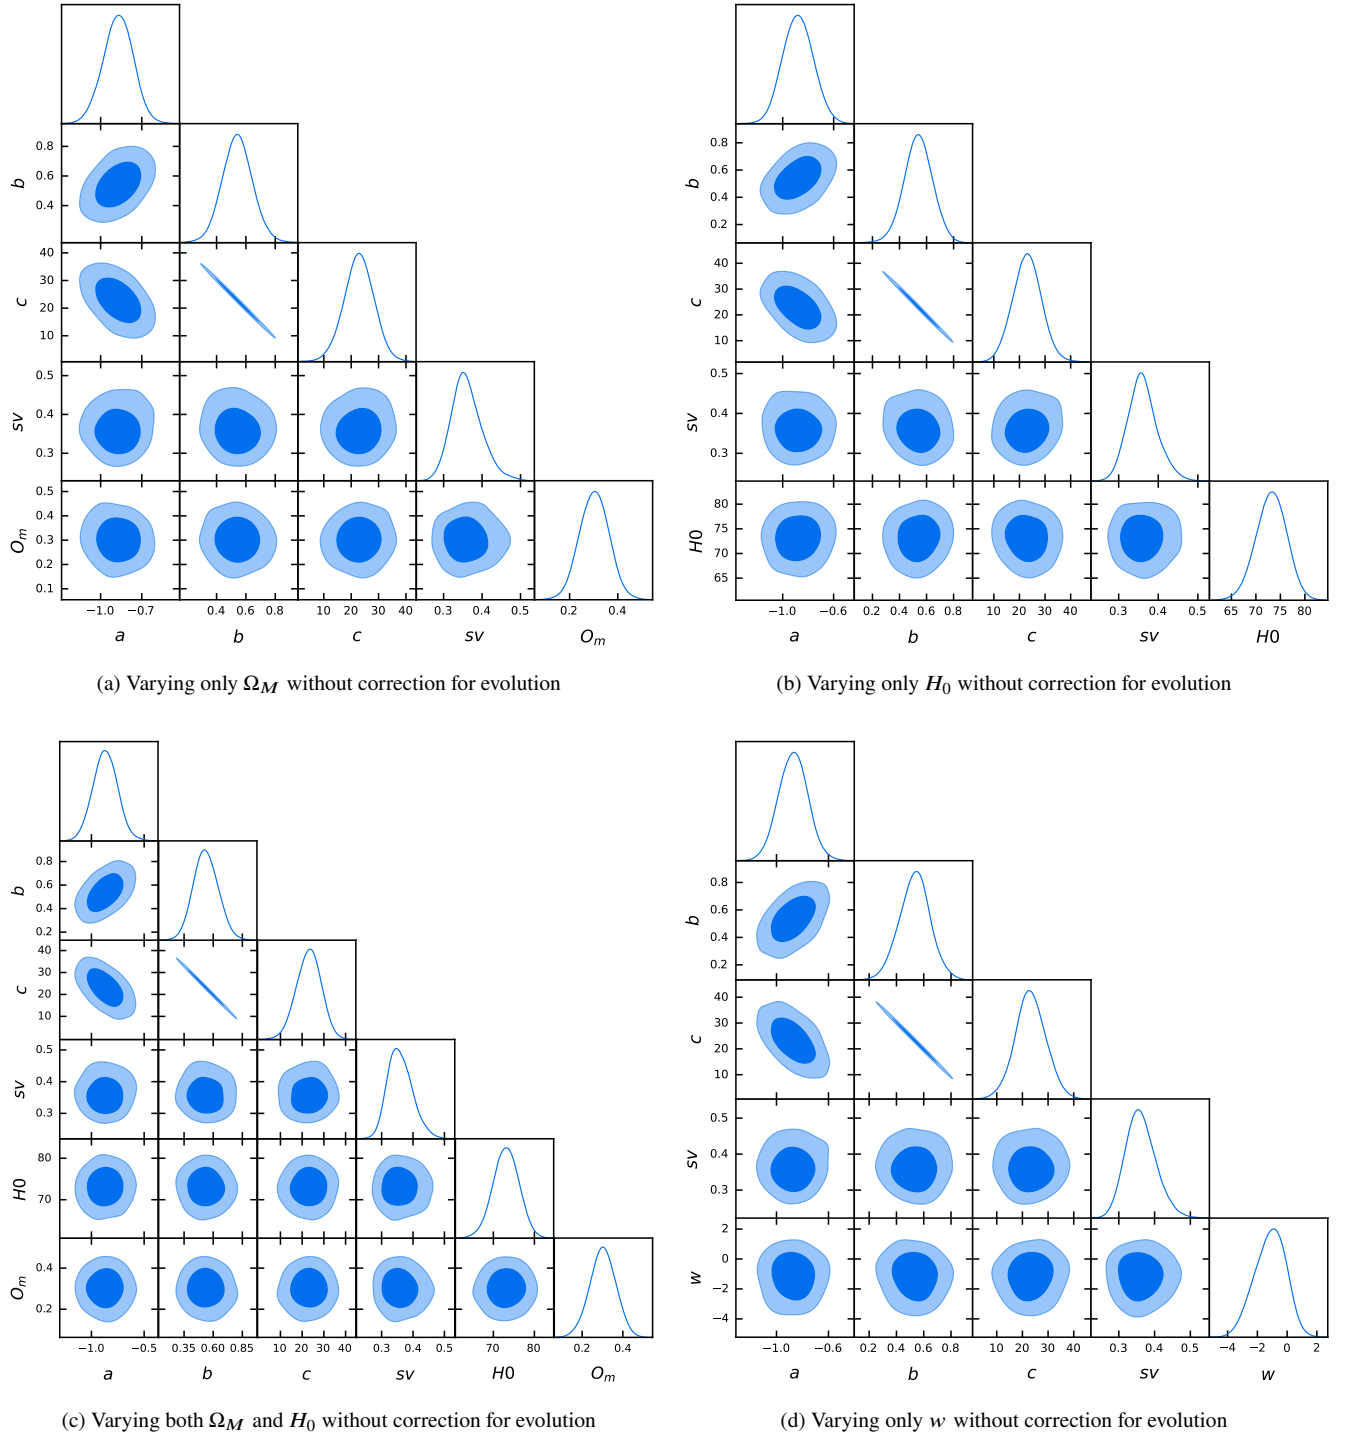 b
0.8
0.6
0.4
c
40
30
20
10
sv
0.5
0.4
0.3
O_m
0.5
0.4
0.3
0.2
0.1
−1.0 −0.7 0.4 0.6 0.8 10 20 30 40 0.3 0.4 0.5 0.2 0.4
a b c sv O_m
(a) Varying only Ω_M without correction for evolution
b
0.8
0.6
0.4
0.2
c
40
30
20
10
sv
0.5
0.4
0.3
H0
80
75
70
65
−1.0 −0.6 0.2 0.4 0.6 0.8 10 20 30 40 0.3 0.4 0.5 65 70 75 80
a b c sv H0
(b) Varying only H_0 without correction for evolution
b
0.8
0.6
0.4
0.2
c
40
30
20
10
sv
0.5
0.4
0.3
H0
80
70
O_m
0.4
0.2
−1.0 −0.5 0.35 0.60 0.85 10 20 30 40 0.3 0.4 0.5 70 80 0.2 0.4
a b c sv H0 O_m
(c) Varying both Ω_M and H_0 without correction for evolution
b
0.8
0.6
0.4
0.2
c
40
30
20
10
sv
0.5
0.4
0.3
w
2
0
−2
−4
−1.0 −0.6 0.2 0.4 0.6 0.8 10 20 30 40 0.3 0.4 0.5 −4 −2 0 2
a b c sv w
(d) Varying only w without correction for evolution